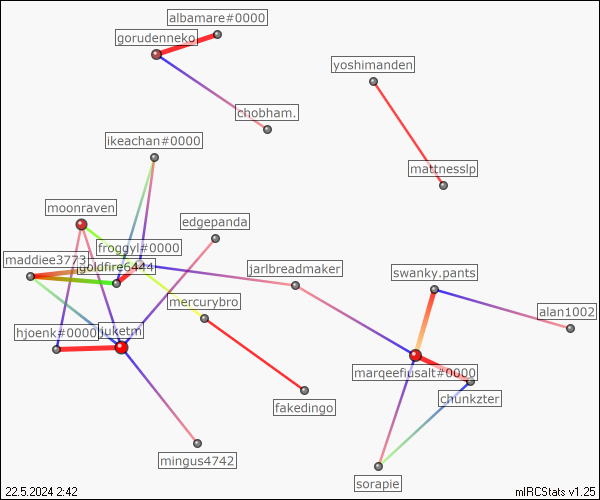 albamare#0000
gorudenneko
yoshimanden
chobham.
ikeachan#0000
mattnesslp
moonraven
edgepanda
froggyl#0000
maddiee3773
goldfire6444
jarlbreadmaker
swanky.pants
mercurybro
alan1002
hjoenk#0000
luketm
marqeefiusalt#0000
chunkzter
fakedingo
mingus4742
sorapie
22.5.2024 2:42
mIRCStats v1.25